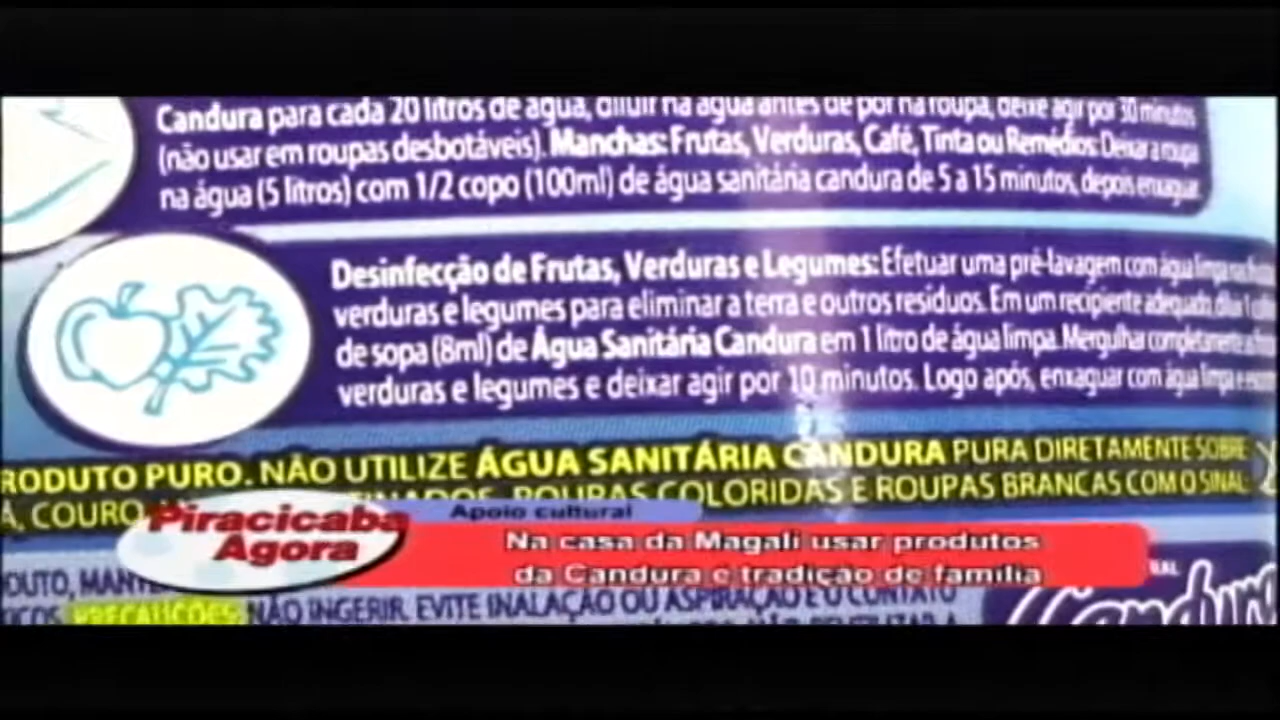 Candura para cada 20 litros de água, diluir na água antes de pôr na roupa, deixe agir por 30 minutos
(não usar em roupas desbotáveis). Manchas: Frutas, Verduras, Café, Tinta ou Remédios: Deixar a roupa
na água (5 litros) com 1/2 copo (100ml) de água sanitária candura de 5 a 15 minutos, depois enxaguar.
Desinfecção de Frutas, Verduras e Legumes: Efetuar uma pré-lavagem com água limpa
verduras e legumes para eliminar a terra e outros resíduos. Em um recipiente adequado, dilua 1
de sopa (8ml) de Água Sanitária Candura em 1 litro de água limpa. Mergulhar completamente
verduras e legumes e deixar agir por 10 minutos. Logo após, enxaguar com água limpa e
RODUTO PURO. NÃO UTILIZE ÁGUA SANITÁRIA CANDURA PURA DIRETAMENTE SOBRE
Ã, COURO ROUPAS COLORIDAS E ROUPAS BRANCAS COM O SINAL:
Piracicaba
Agora
Apoio cultural
Na casa da Magali usar produtos
da Candura e tradição de família
DUTO,
PRECAUÇÕES: NÃO INGERIR. EVITE INALAÇÃO OU ASPIRAÇÃO E O CONTATO
Candura